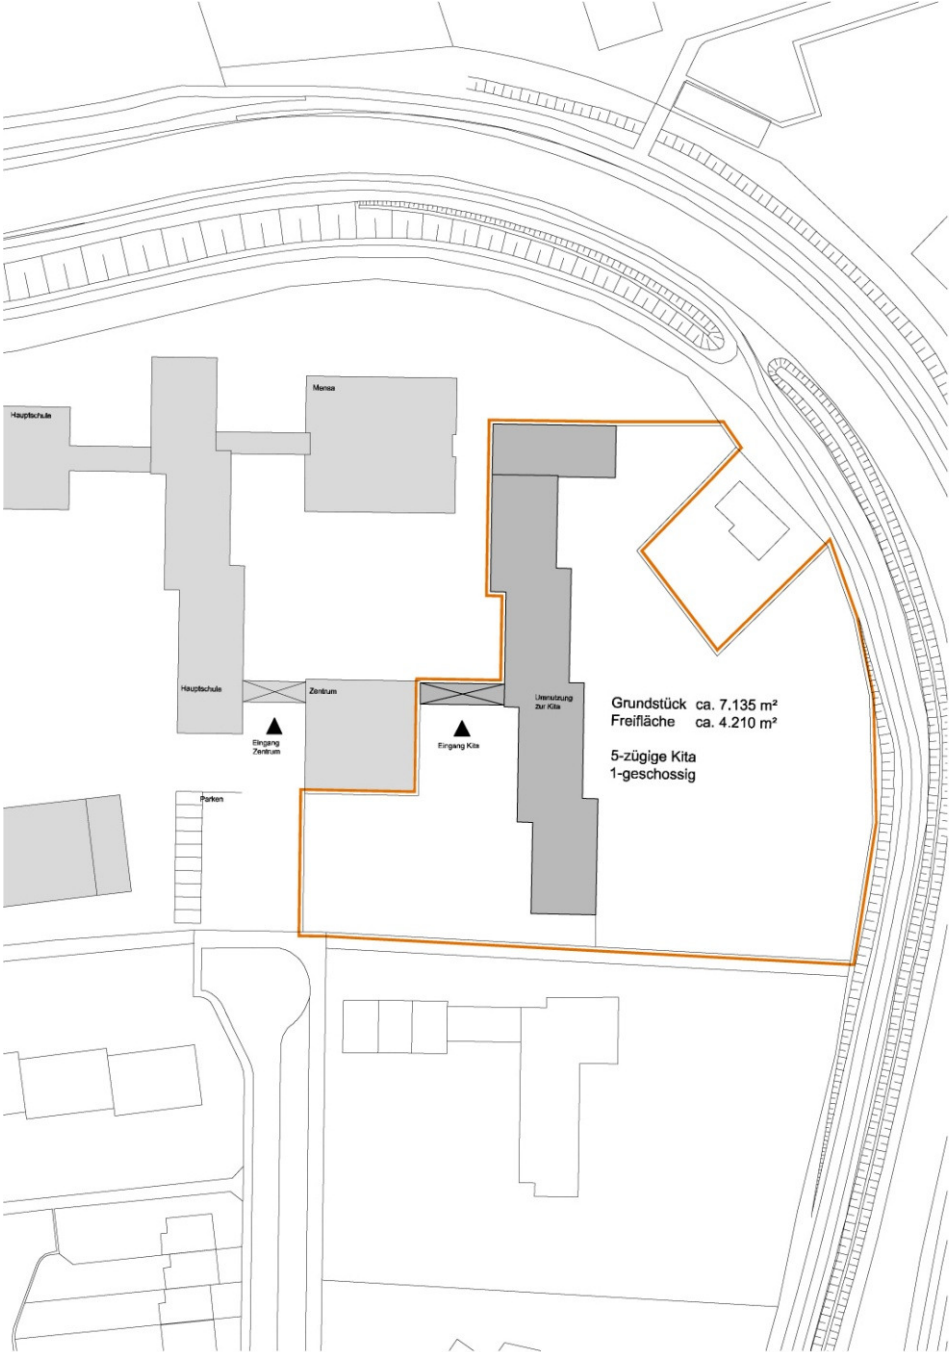 Mensa
Hauptschule
Hauptschule
Zentrum
Umnutzung
zur Kita
Grundstück ca. 7.135 m²
Freifläche ca. 4.210 m²
5-zügige Kita
1-geschossig
Eingang
Zentrum
Eingang Kita
Parken